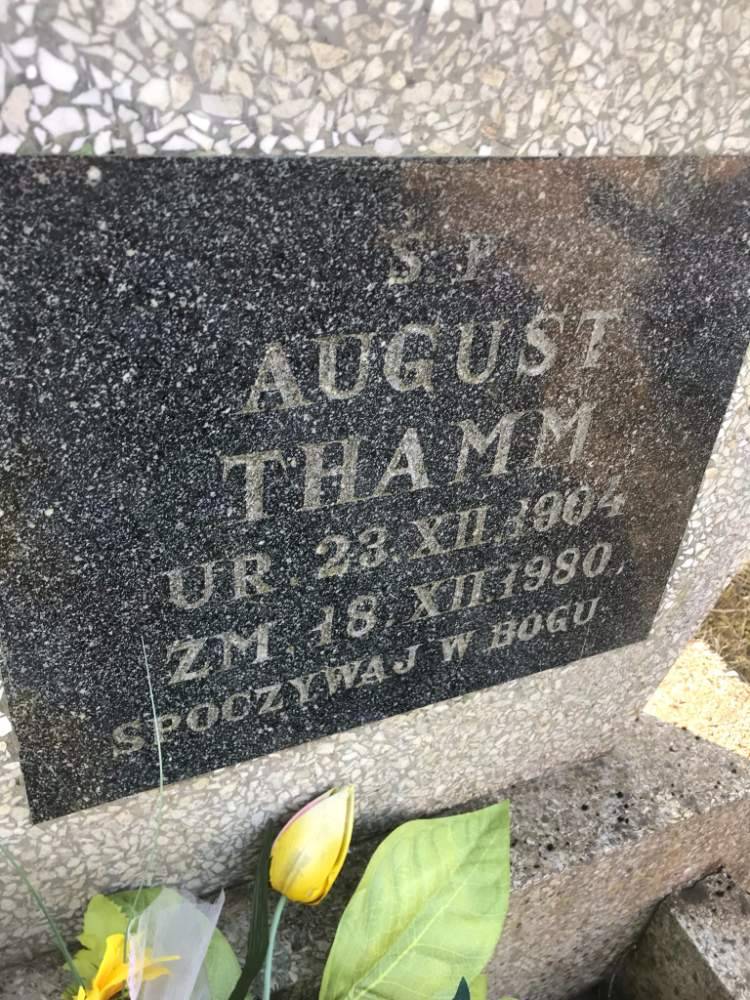 Ś P
AUGUST
THAMM
UR. 23. XII. 1904
ZM. 18. XII. 1980.
SPOCZYWAJ W BOGU